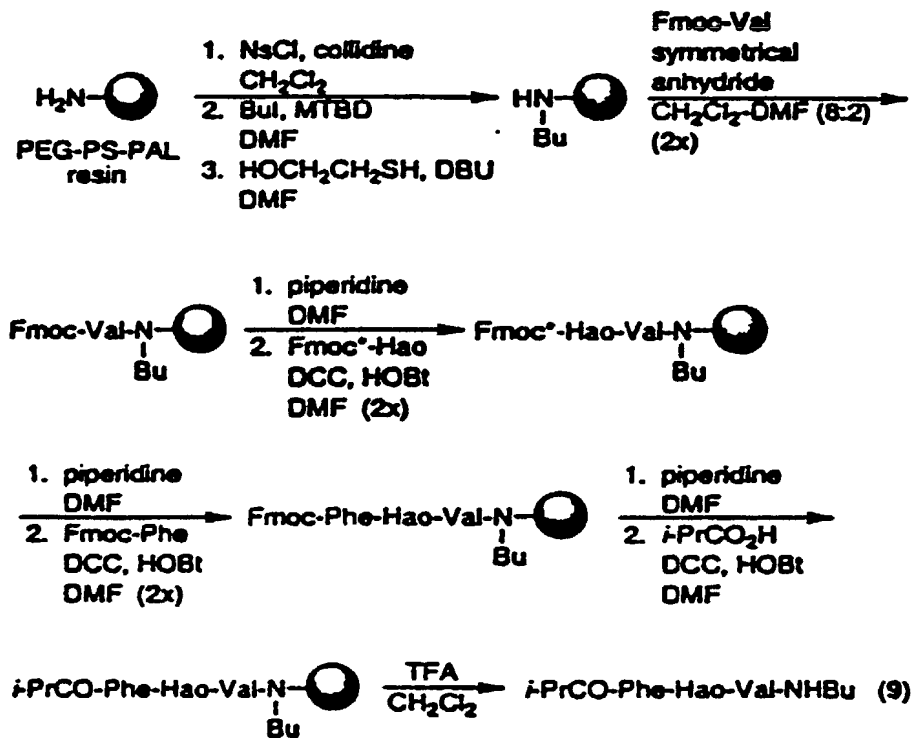 H₂N
PEG-PS-PAL
resin
1. NsCl, collidine
CH₂Cl₂
2. BuI, MTBD
DMF
3. HOCH₂CH₂SH, DBU
DMF
HN
Bu
Fmoc-Val
symmetrical
anhydride
CH₂Cl₂-DMF (8:2)
(2x)
Fmoc-Val-N
Bu
1. piperidine
DMF
2. Fmoc*-Hao
DCC, HOBt
DMF (2x)
Fmoc*-Hao-Val-N
Bu
1. piperidine
DMF
2. Fmoc-Phe
DCC, HOBt
DMF (2x)
Fmoc-Phe-Hao-Val-N
Bu
1. piperidine
DMF
2. i-PrCO₂H
DCC, HOBt
DMF
i-PrCO-Phe-Hao-Val-N
Bu
TFA
CH₂Cl₂
i-PrCO-Phe-Hao-Val-NHBu (9)